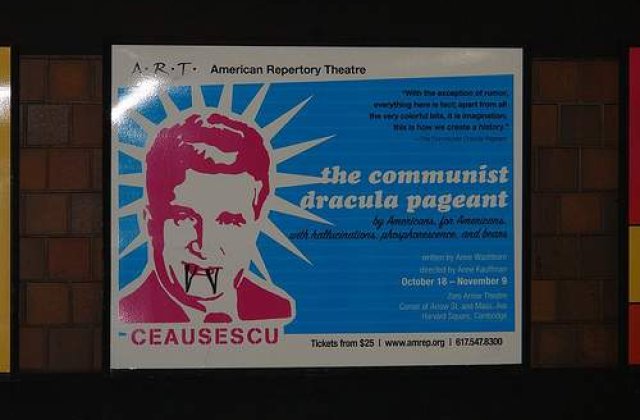 A·R·T· American Repertory Theatre
"With the exception of rumor,
everything here is fact; apart from all
the very colorful bits, it is imagination;
this is how we create a history."
—The Communist Dracula Pageant
the communist
dracula pageant
by Americans, for Americans,
with hallucinations, phosphorescence, and bears
written by Anne Washburn
directed by Anne Kauffman
October 18 – November 9
Zero Arrow Theatre
Corner of Arrow St. and Mass. Ave
Harvard Square, Cambridge
CEAUSESCU
Tickets from $25 | www.amrep.org | 617.547.8300